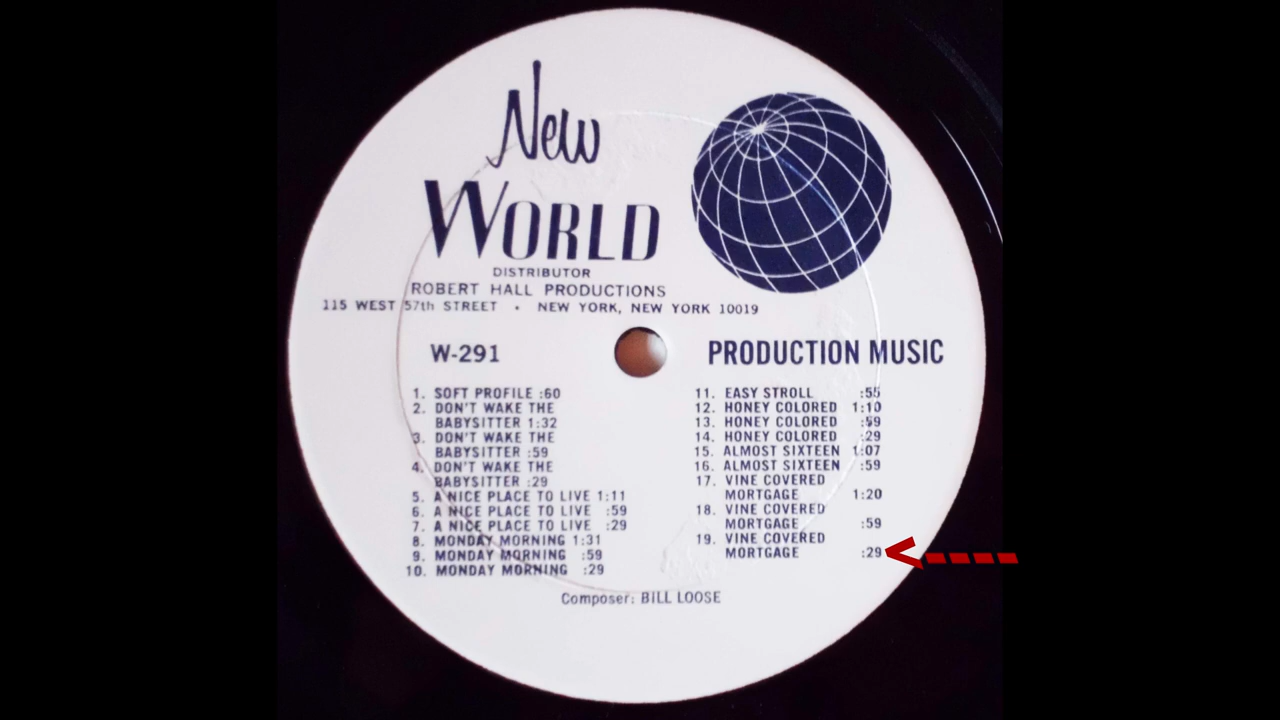 New
WORLD
DISTRIBUTOR
ROBERT HALL PRODUCTIONS
115 WEST 57th STREET • NEW YORK, NEW YORK 10019
W-291
PRODUCTION MUSIC
1. SOFT PROFILE :60
2. DON'T WAKE THE
BABYSITTER 1:32
3. DON'T WAKE THE
BABYSITTER :59
4. DON'T WAKE THE
BABYSITTER :29
5. A NICE PLACE TO LIVE 1:11
6. A NICE PLACE TO LIVE :59
7. A NICE PLACE TO LIVE :29
8. MONDAY MORNING 1:31
9. MONDAY MORNING :59
10. MONDAY MORNING :29
11. EASY STROLL :55
12. HONEY COLORED 1:10
13. HONEY COLORED :59
14. HONEY COLORED :29
15. ALMOST SIXTEEN 1:07
16. ALMOST SIXTEEN :59
17. VINE COVERED
MORTGAGE 1:20
18. VINE COVERED
MORTGAGE :59
19. VINE COVERED
MORTGAGE :29
Composer: BILL LOOSE